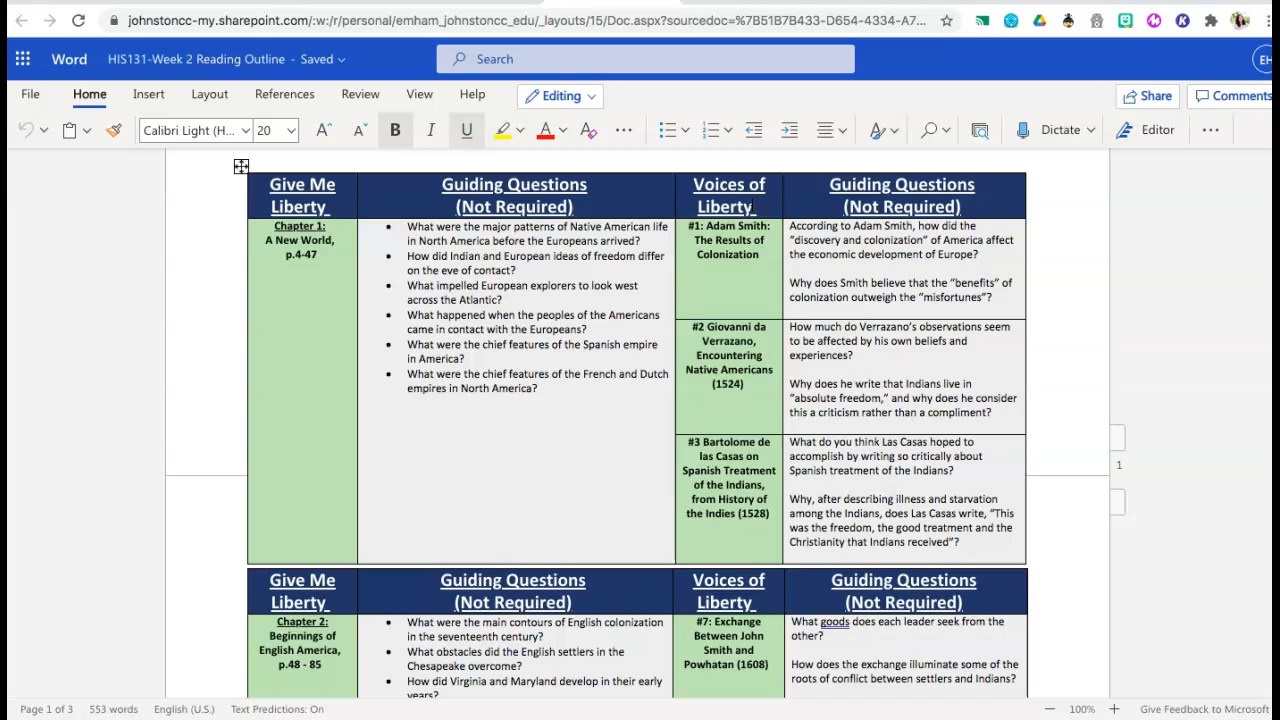 johnstoncc-my.sharepoint.com/:w:/r/personal/emham_johnstoncc_edu/_layouts/15/Doc.aspx?sourcedoc=%7B51B7B433-D654-4334-A7...
Word HIS131-Week 2 Reading Outline - Saved Search EH
File Home Insert Layout References Review View Help Editing Share Comments
Calibri Light (H... 20 B I U A Dictate Editor
Give Me
Liberty
Guiding Questions
(Not Required)
Voices of
Liberty
Guiding Questions
(Not Required)
Chapter 1:
A New World,
p.4-47
• What were the major patterns of Native American life
in North America before the Europeans arrived?
• How did Indian and European ideas of freedom differ
on the eve of contact?
• What impelled European explorers to look west
across the Atlantic?
• What happened when the peoples of the Americans
came in contact with the Europeans?
• What were the chief features of the Spanish empire
in America?
• What were the chief features of the French and Dutch
empires in North America?
#1: Adam Smith:
The Results of
Colonization
According to Adam Smith, how did the
“discovery and colonization” of America affect
the economic development of Europe?
Why does Smith believe that the “benefits” of
colonization outweigh the “misfortunes”?
#2 Giovanni da
Verrazano,
Encountering
Native Americans
(1524)
How much do Verrazano’s observations seem
to be affected by his own beliefs and
experiences?
Why does he write that Indians live in
“absolute freedom,” and why does he consider
this a criticism rather than a compliment?
#3 Bartolome de
las Casas on
Spanish Treatment
of the Indians,
from History of
the Indies (1528)
What do you think Las Casas hoped to
accomplish by writing so critically about
Spanish treatment of the Indians?
Why, after describing illness and starvation
among the Indians, does Las Casas write, “This
was the freedom, the good treatment and the
Christianity that Indians received”?
1
Give Me
Liberty
Guiding Questions
(Not Required)
Voices of
Liberty
Guiding Questions
(Not Required)
Chapter 2:
Beginnings of
English America,
p.48 - 85
• What were the main contours of English colonization
in the seventeenth century?
• What obstacles did the English settlers in the
Chesapeake overcome?
• How did Virginia and Maryland develop in their early
years?
#7: Exchange
Between John
Smith and
Powhatan (1608)
What goods does each leader seek from the
other?
How does the exchange illuminate some of the
roots of conflict between settlers and Indians?
Page 1 of 3 553 words English (U.S.) Text Predictions: On 100% Give Feedback to Microsoft